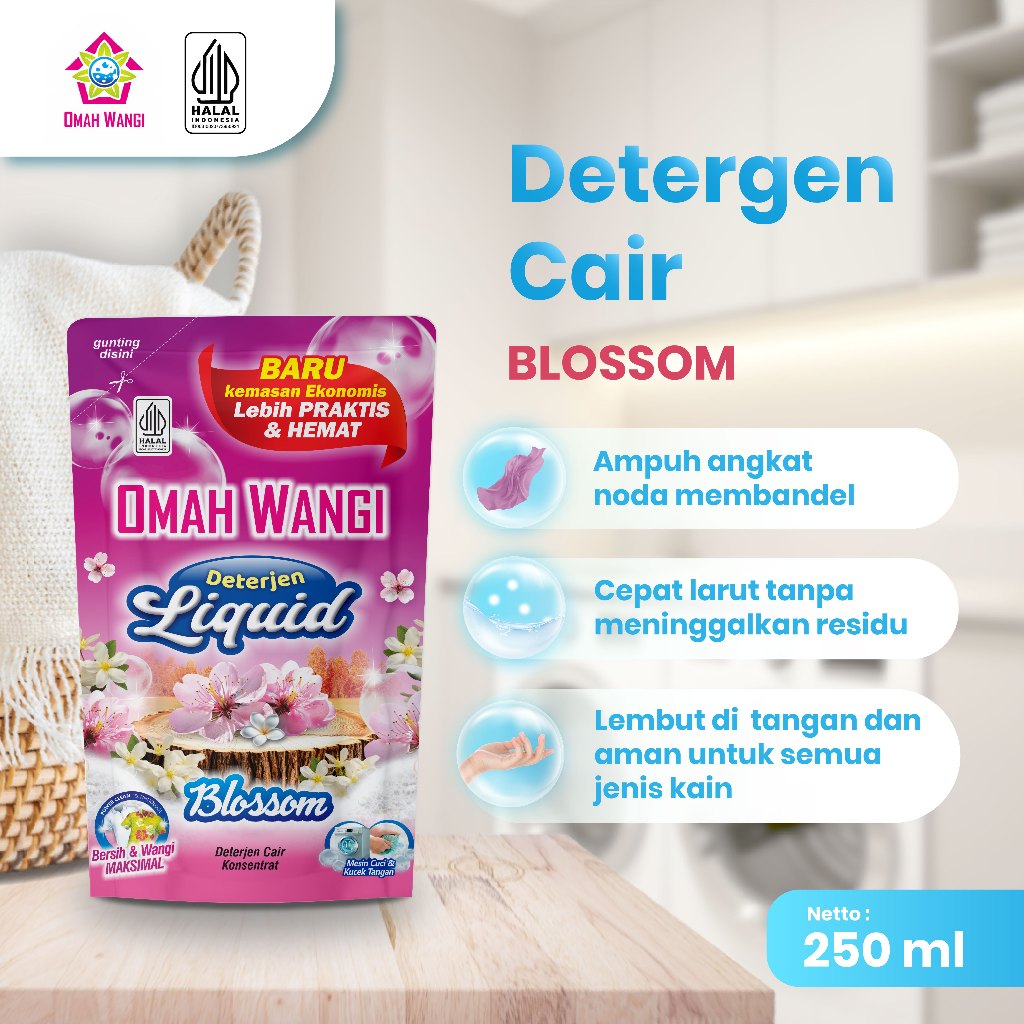 OMAH WANGI
HALAL
INDONESIA
Detergen
Cair
BLOSSOM
gunting
disini
BARU
kemasan Ekonomis
Lebih PRAKTIS
& HEMAT
HALAL
INDONESIA
OMAH WANGI
Deterjen
Liquid
Blossom
Bersih & Wangi
MAKSIMAL
Deterjen Cair
Konsentrat
Mesin Cuci &
Kucek Tangan
Ampuh angkat
noda membandel
Cepat larut tanpa
meninggalkan residu
Lembut di tangan dan
aman untuk semua
jenis kain
Netto :
250 ml